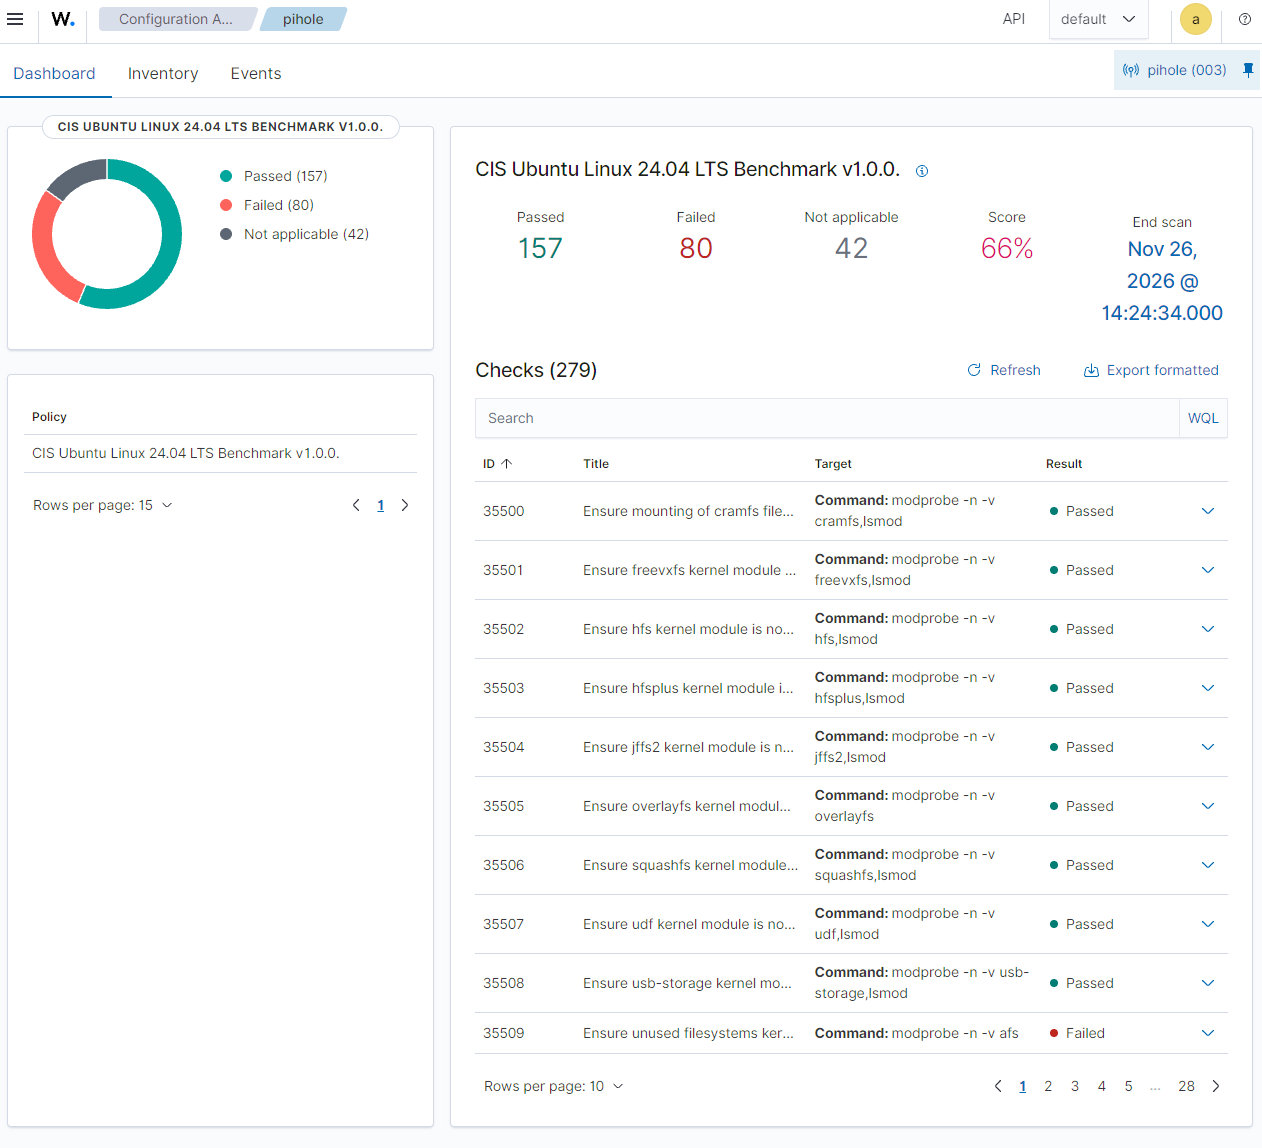 W.
Configuration A...
pihole
API
default
a
Dashboard
Inventory
Events
pihole (003)
CIS UBUNTU LINUX 24.04 LTS BENCHMARK V1.0.0.
Passed (157)
Failed (80)
Not applicable (42)
Policy
CIS Ubuntu Linux 24.04 LTS Benchmark v1.0.0.
Rows per page: 15
1
CIS Ubuntu Linux 24.04 LTS Benchmark v1.0.0.
Passed
157
Failed
80
Not applicable
42
Score
66%
End scan
Nov 26,
2026 @
14:24:34.000
Checks (279)
Refresh
Export formatted
Search
WQL
ID
Title
Target
Result
35500
Ensure mounting of cramfs file...
Command: modprobe -n -v
cramfs,lsmod
Passed
35501
Ensure freevxfs kernel module ...
Command: modprobe -n -v
freevxfs,lsmod
Passed
35502
Ensure hfs kernel module is no...
Command: modprobe -n -v
hfs,lsmod
Passed
35503
Ensure hfsplus kernel module i...
Command: modprobe -n -v
hfsplus,lsmod
Passed
35504
Ensure jffs2 kernel module is n...
Command: modprobe -n -v
jffs2,lsmod
Passed
35505
Ensure overlayfs kernel modul...
Command: modprobe -n -v
overlayfs
Passed
35506
Ensure squashfs kernel module...
Command: modprobe -n -v
squashfs,lsmod
Passed
35507
Ensure udf kernel module is no...
Command: modprobe -n -v
udf,lsmod
Passed
35508
Ensure usb-storage kernel mo...
Command: modprobe -n -v usb-
storage,lsmod
Passed
35509
Ensure unused filesystems ker...
Command: modprobe -n -v afs
Failed
Rows per page: 10
1 2 3 4 5 ... 28